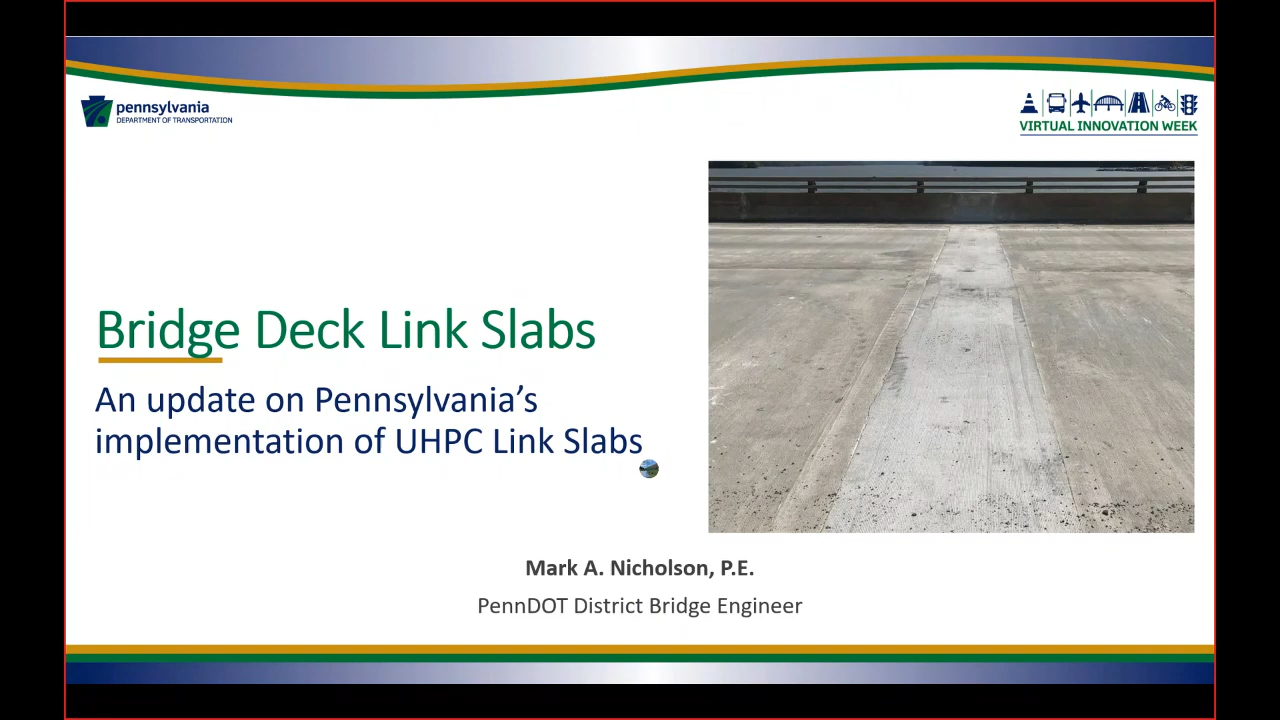 pennsylvania
DEPARTMENT OF TRANSPORTATION
VIRTUAL INNOVATION WEEK
Bridge Deck Link Slabs
An update on Pennsylvania's
implementation of UHPC Link Slabs
Mark A. Nicholson, P.E.
PennDOT District Bridge Engineer